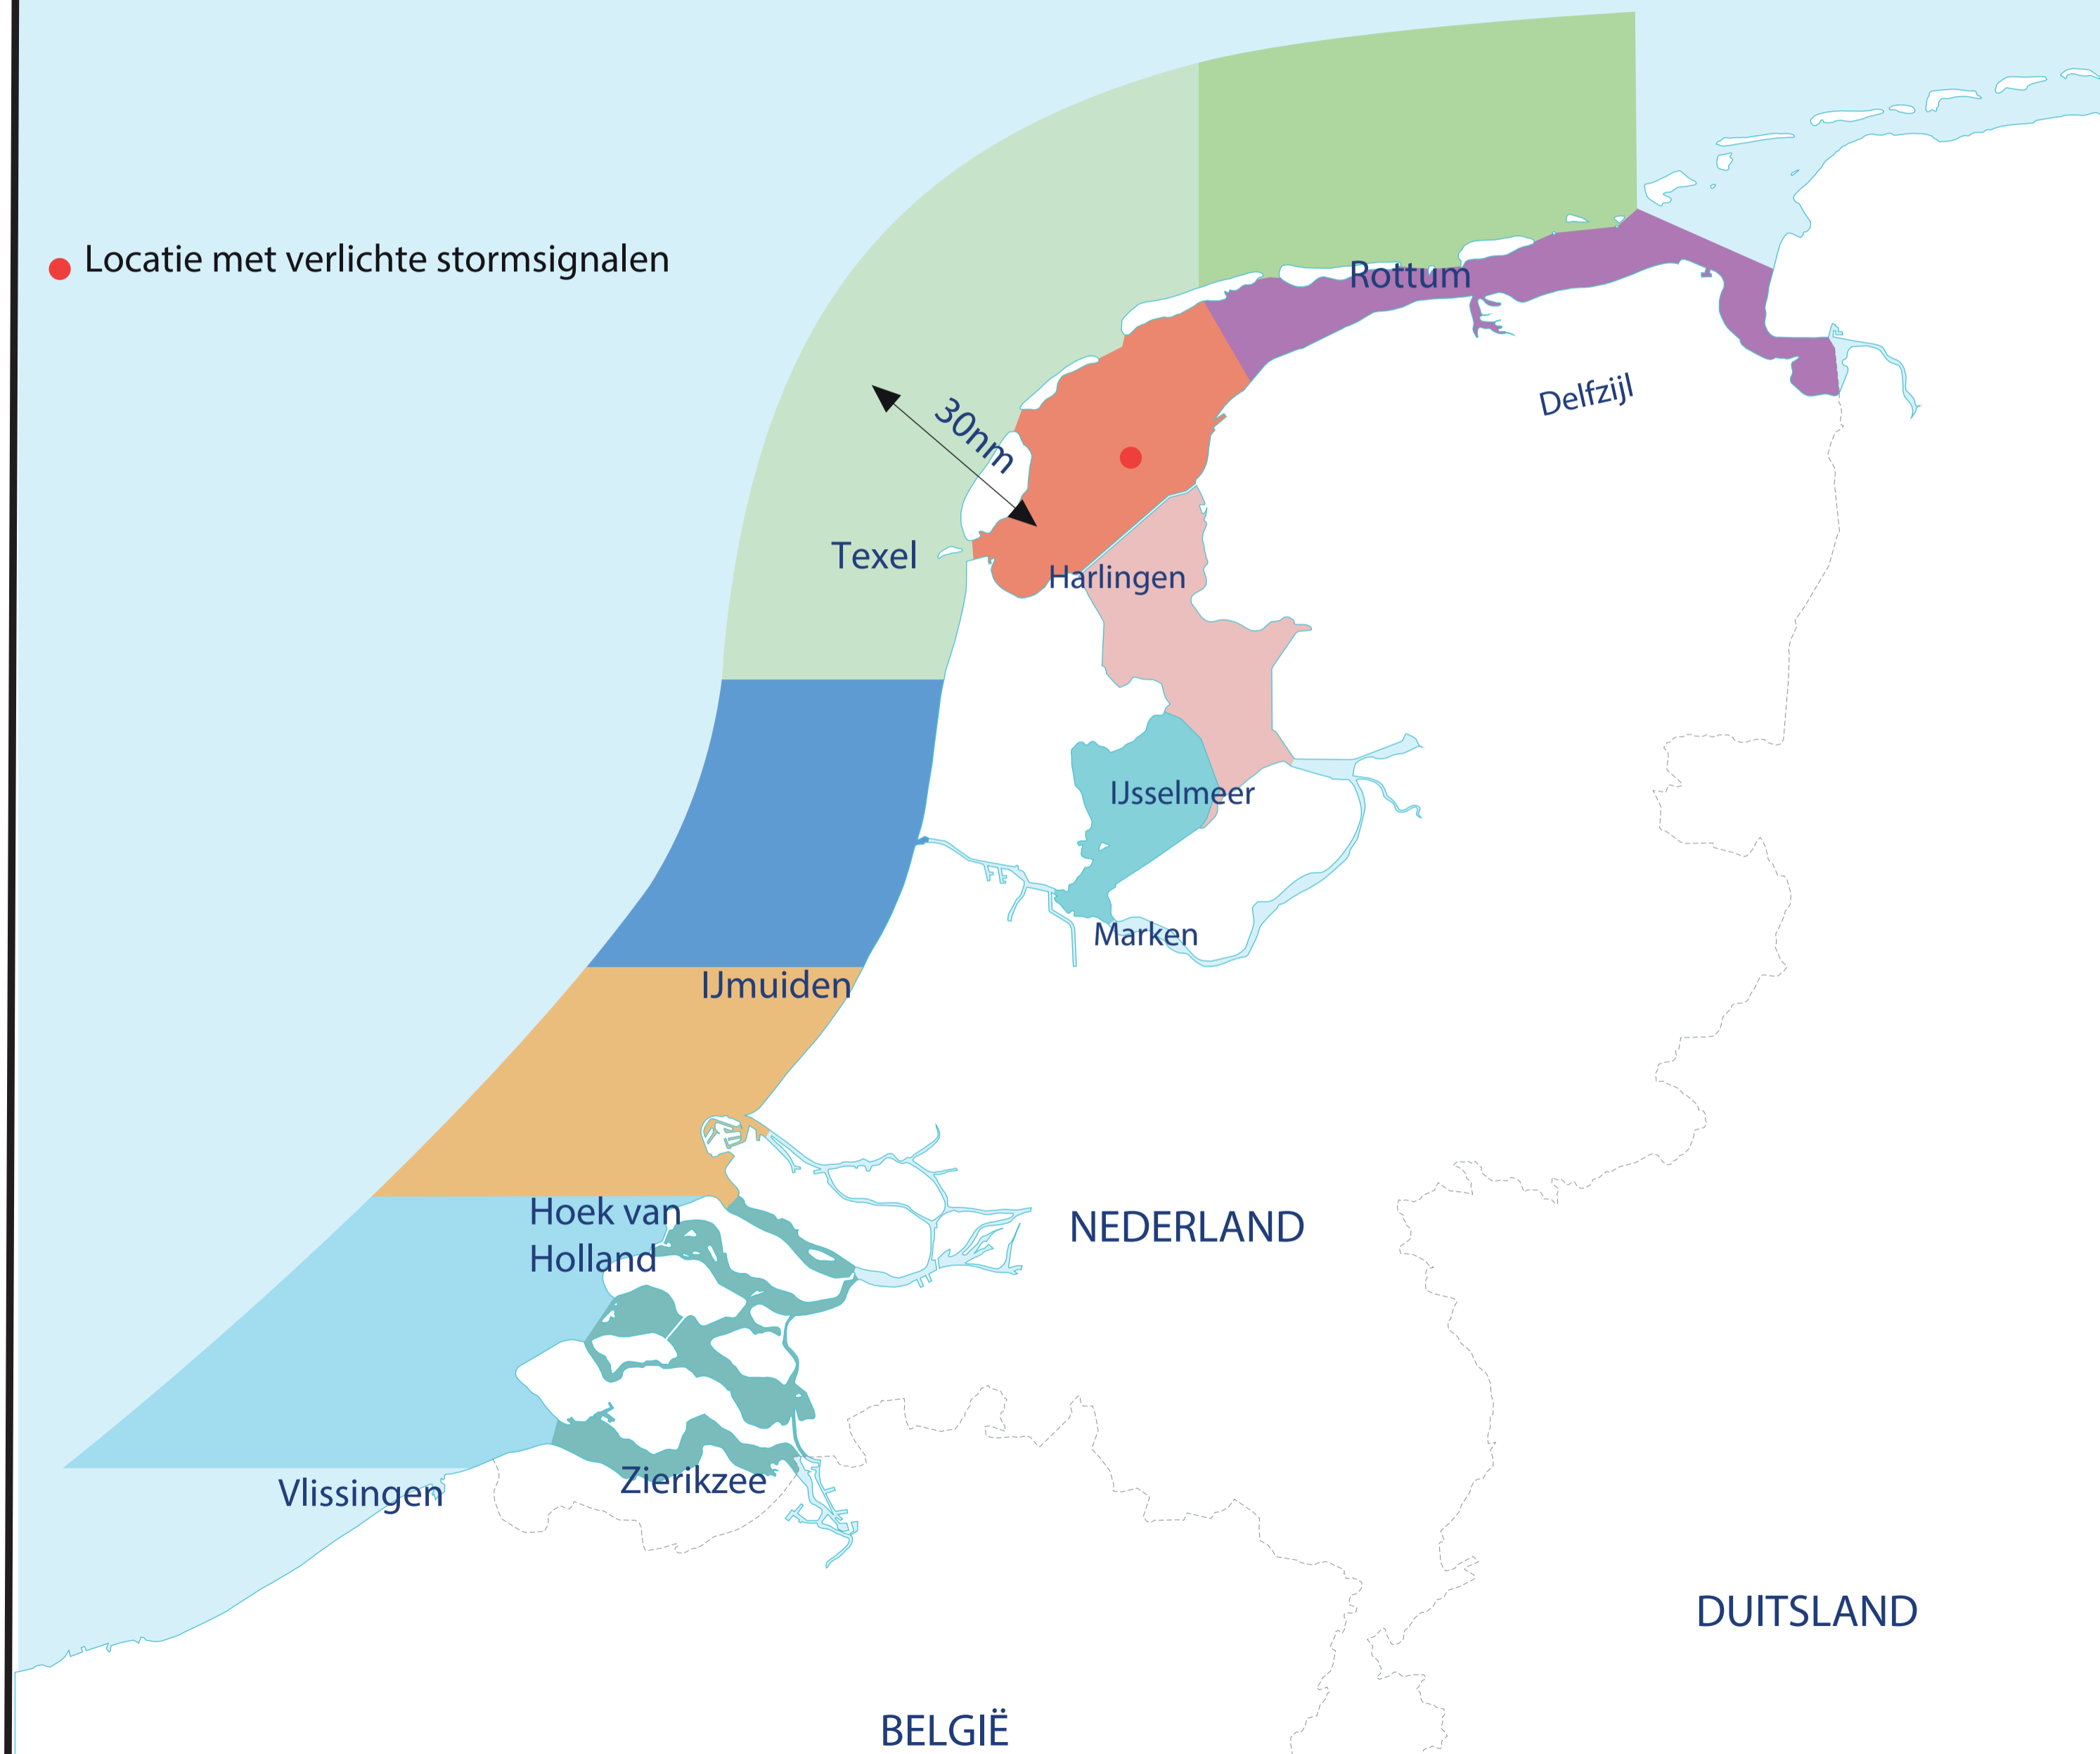 Locatie met verlichte stormsignalen
Rottum
Delfzijl
30nm
Texel
Harlingen
IJsselmeer
Marken
IJmuiden
Hoek van
Holland
NEDERLAND
Zierikzee
Vlissingen
DUITSLAND
BELGIË